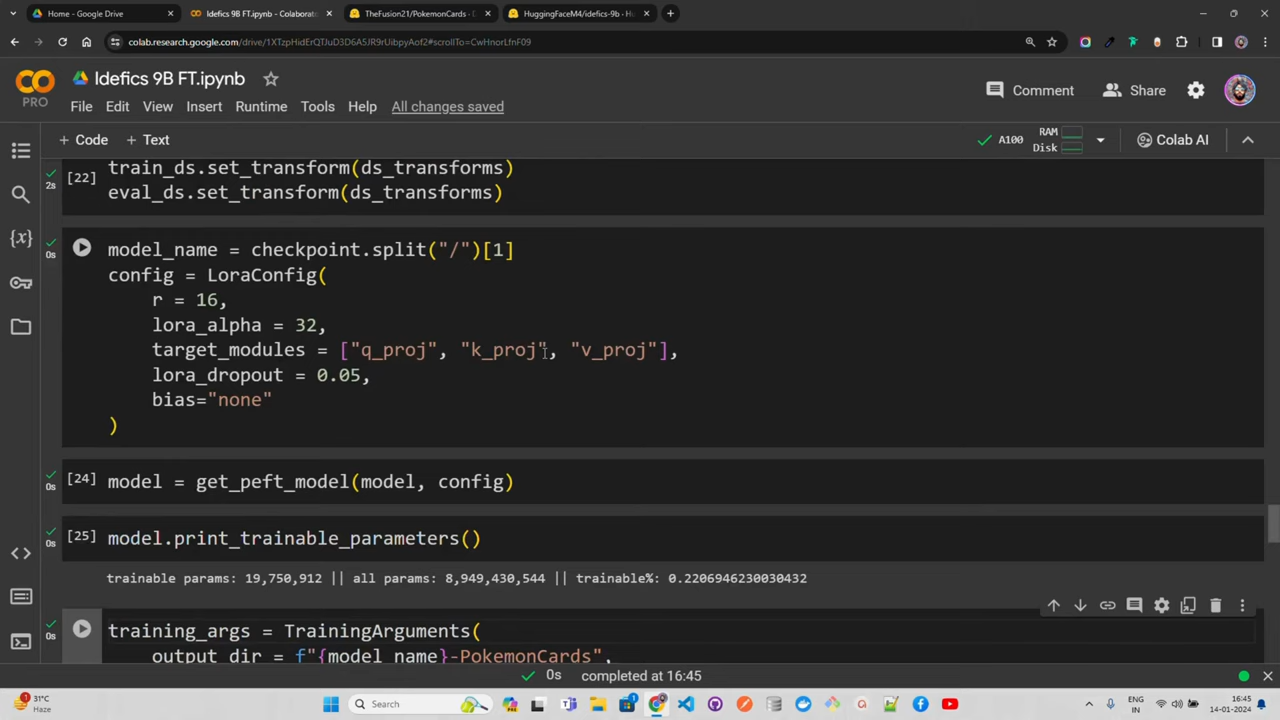 Home - Google Drive
Idefics 9B FT.ipynb - Colaborato
TheFusion21/PokemonCards · D
HuggingFaceM4/idefics-9b · Hu
colab.research.google.com/drive/1XTzpHidErQTJuD3D6A5JR9rUibpyAof2#scrollTo=CwHnorLfnF09
Idefics 9B FT.ipynb
PRO
File Edit View Insert Runtime Tools Help All changes saved
Comment
Share
+ Code + Text
A100
RAM
Disk
Colab AI
train_ds.set_transform(ds_transforms)
[22]
2s
eval_ds.set_transform(ds_transforms)
0s
model_name = checkpoint.split("/")[1]
config = LoraConfig(
r = 16,
lora_alpha = 32,
target_modules = ["q_proj", "k_proj", "v_proj"],
lora_dropout = 0.05,
bias="none"
)
[24] model = get_peft_model(model, config)
0s
[25] model.print_trainable_parameters()
0s
trainable params: 19,750,912 || all params: 8,949,430,544 || trainable%: 0.2206946230030432
training_args = TrainingArguments(
0s
output_dir = f"{model_name}-PokemonCards",
0s completed at 16:45
31°C
Haze
Search
ENG
IN
16:45
14-01-2024